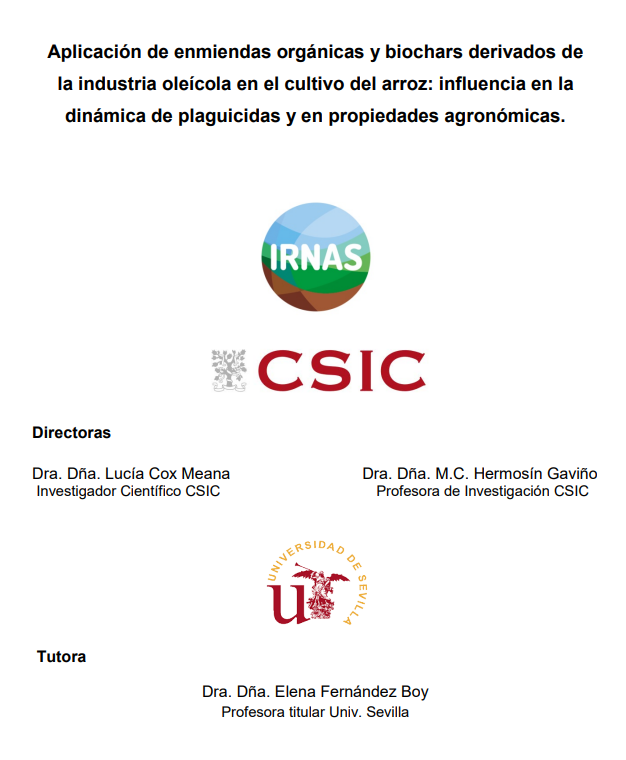 Aplicación de enmiendas orgánicas y biochars derivados de
la industria oleícola en el cultivo del arroz: influencia en la
dinámica de plaguicidas y en propiedades agronómicas.
IRNAS
CSIC
Directoras
Dra. Dña. Lucía Cox Meana
Investigador Científico CSIC
Dra. Dña. M.C. Hermosín Gaviño
Profesora de Investigación CSIC
UNIVERSIDAD DE SEVILLA
us
Tutora
Dra. Dña. Elena Fernández Boy
Profesora titular Univ. Sevilla